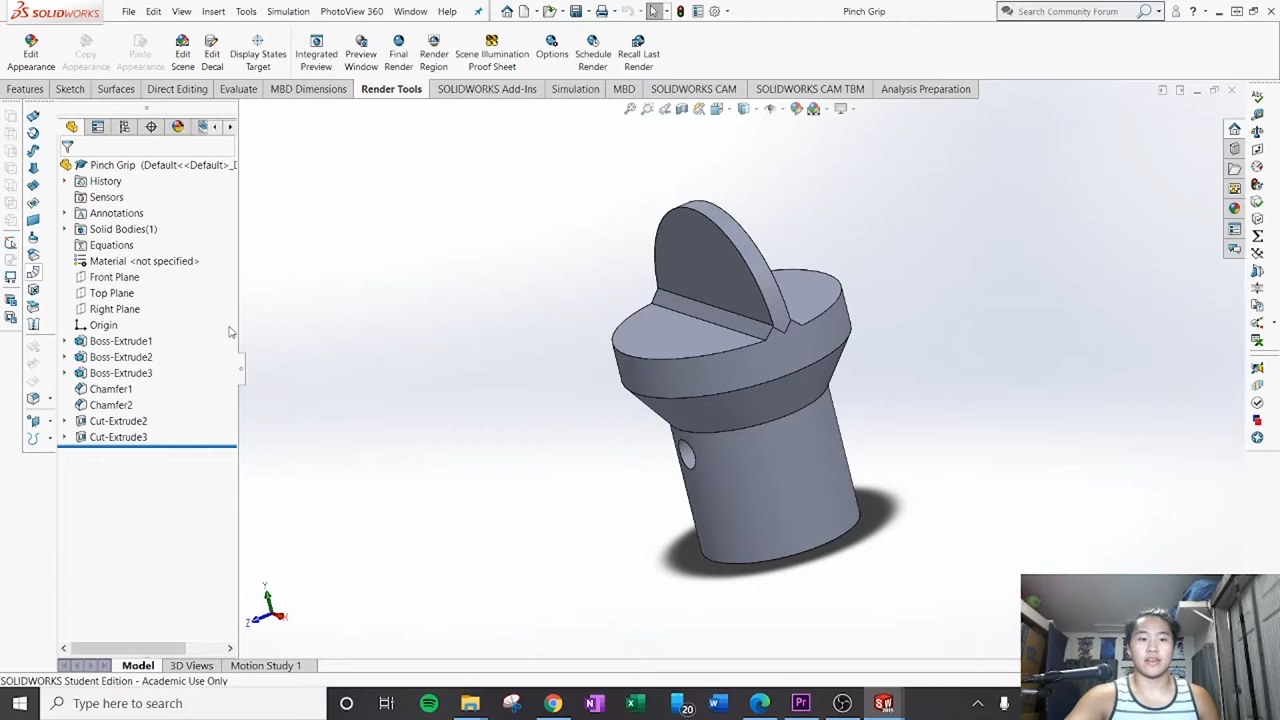 SOLIDWORKS File Edit View Insert Tools Simulation PhotoView 360 Window Help Pinch Grip Search Community Forum
Edit Appearance Copy Appearance Paste Appearance Edit Scene Edit Decal Display States Target Integrated Preview Preview Window Final Render Render Region Scene Illumination Proof Sheet Options Schedule Render Recall Last Render
Features Sketch Surfaces Direct Editing Evaluate MBD Dimensions Render Tools SOLIDWORKS Add-Ins Simulation MBD SOLIDWORKS CAM SOLIDWORKS CAM TBM Analysis Preparation
Pinch Grip (Default<<Default>_D
History
Sensors
Annotations
Solid Bodies(1)
Equations
Material <not specified>
Front Plane
Top Plane
Right Plane
Origin
Boss-Extrude1
Boss-Extrude2
Boss-Extrude3
Chamfer1
Chamfer2
Cut-Extrude2
Cut-Extrude3
Y
Z X
Model 3D Views Motion Study 1
SOLIDWORKS Student Edition - Academic Use Only
Type here to search
20